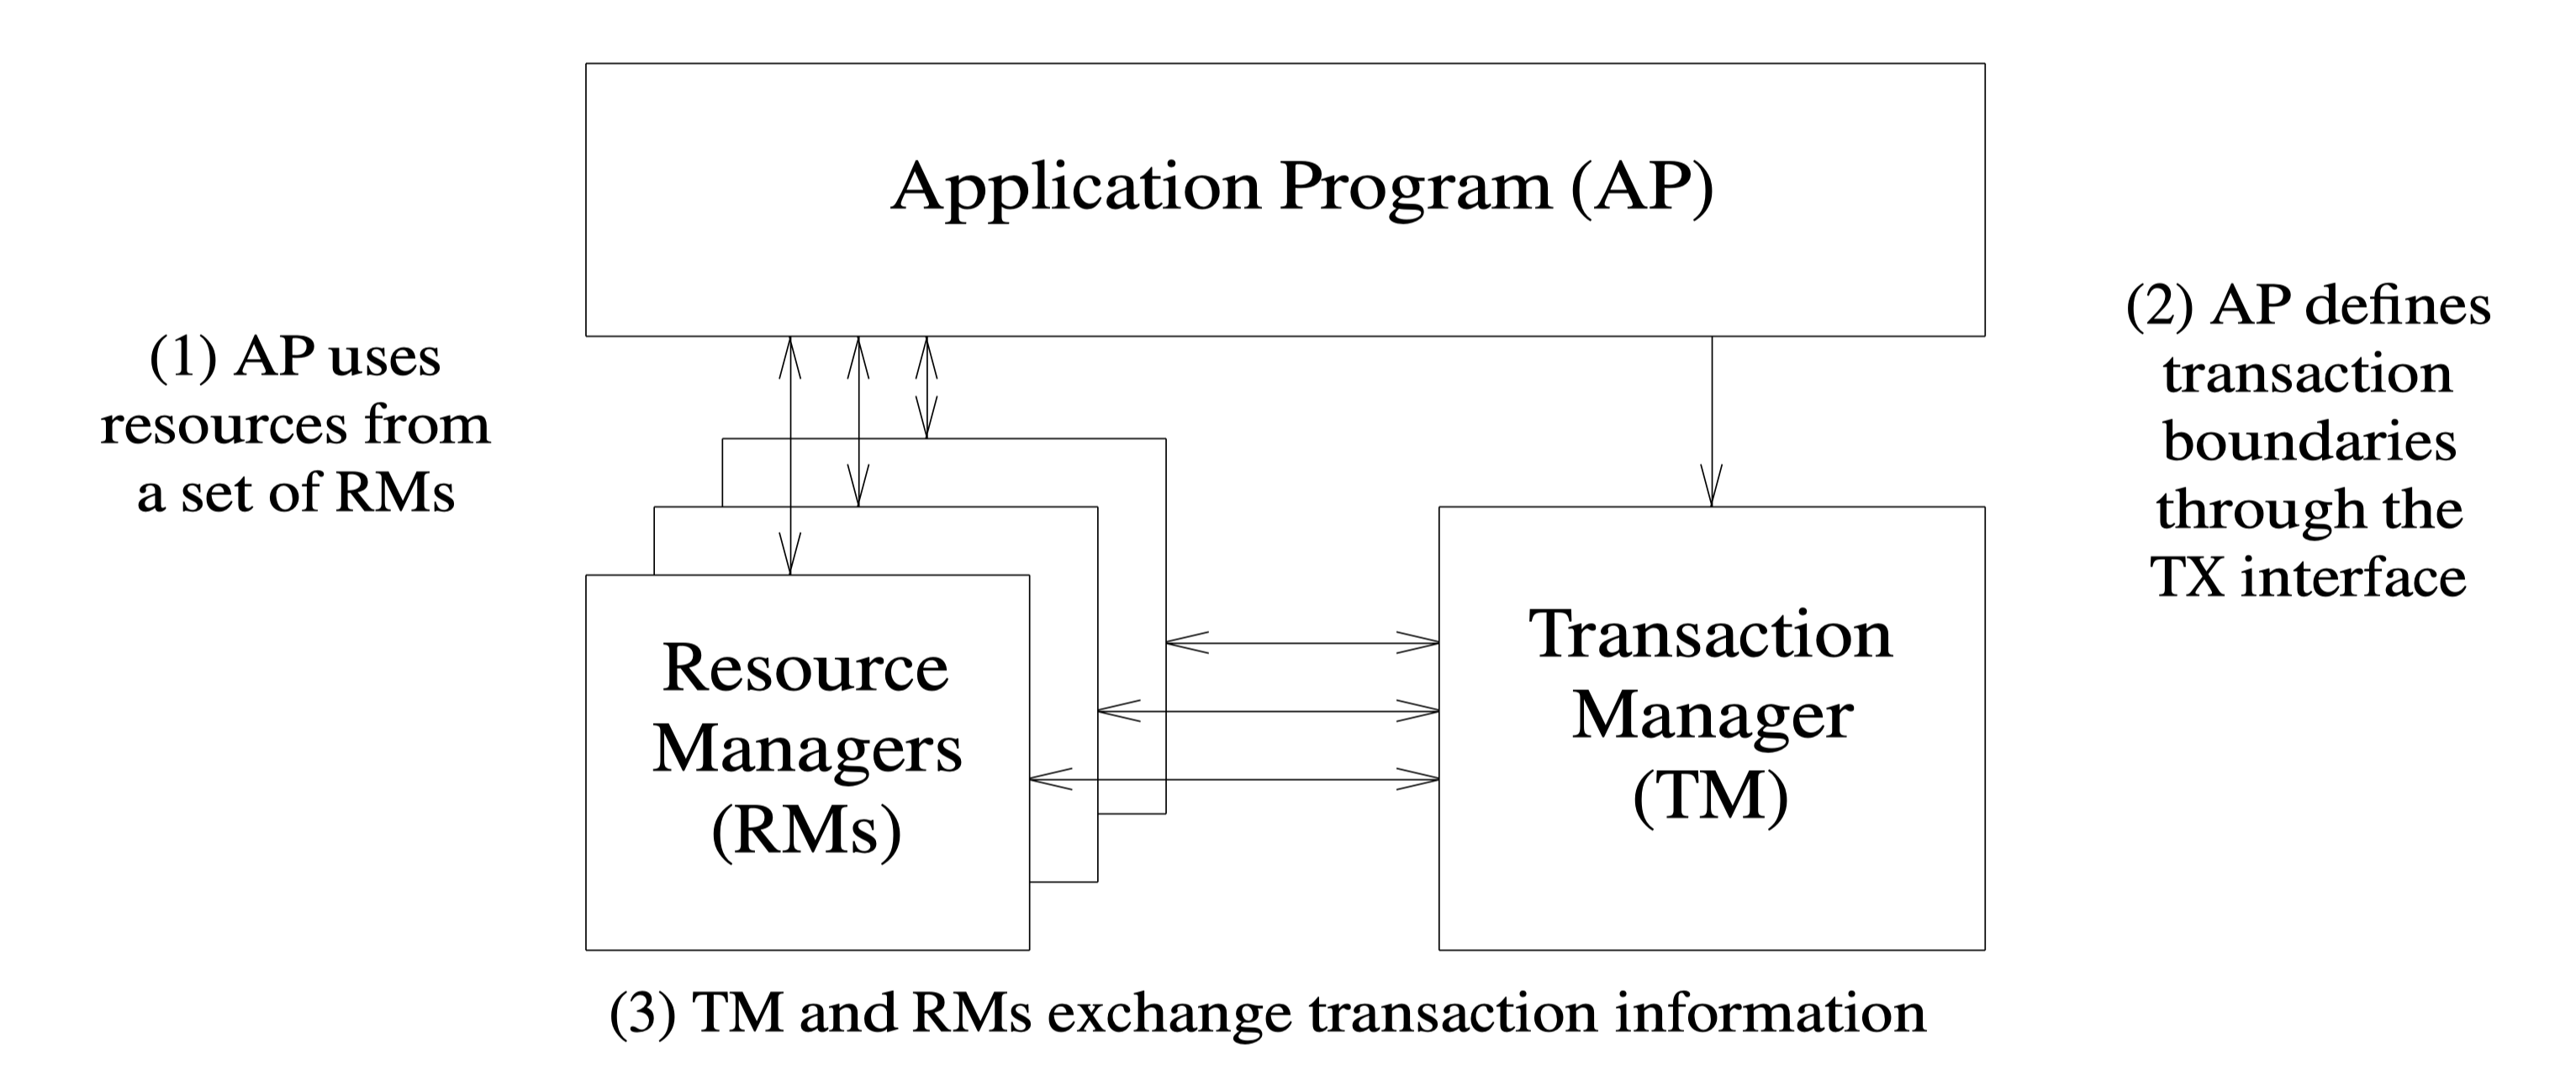 Application Program (AP)
(1) AP uses
resources from
a set of RMs
(2) AP defines
transaction
boundaries
through the
TX interface
Resource
Managers
(RMs)
Transaction
Manager
(TM)
(3) TM and RMs exchange transaction information